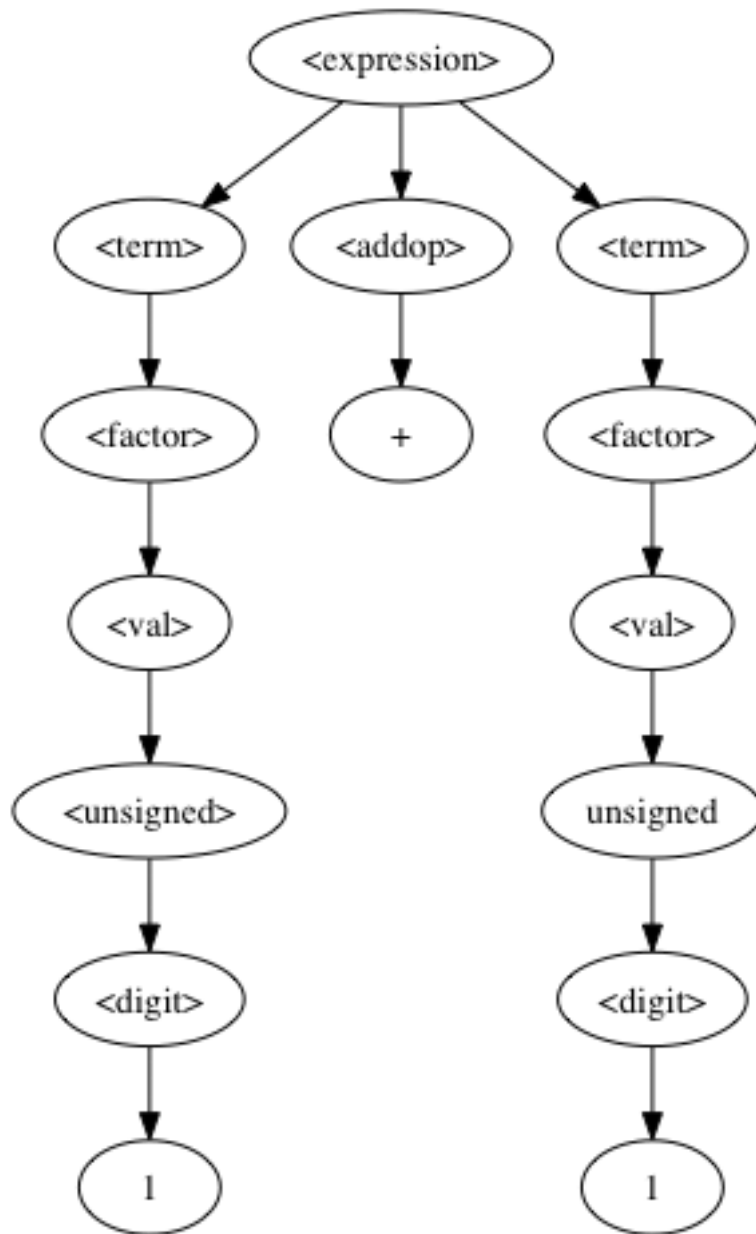 <expression>
<term> <addop> <term>
<factor> + <factor>
<val> <val>
<unsigned> unsigned
<digit> <digit>
1 1